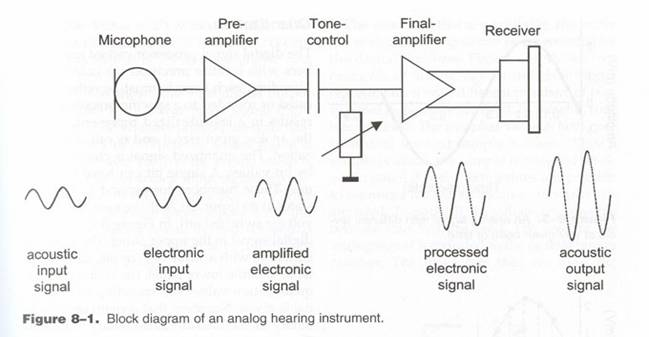 Microphone
Pre-
amplifier
Tone-
control
Final-
amplifier
Receiver
acoustic
input
signal
electronic
input
signal
amplified
electronic
signal
processed
electronic
signal
acoustic
output
signal
Figure 8–1. Block diagram of an analog hearing instrument.